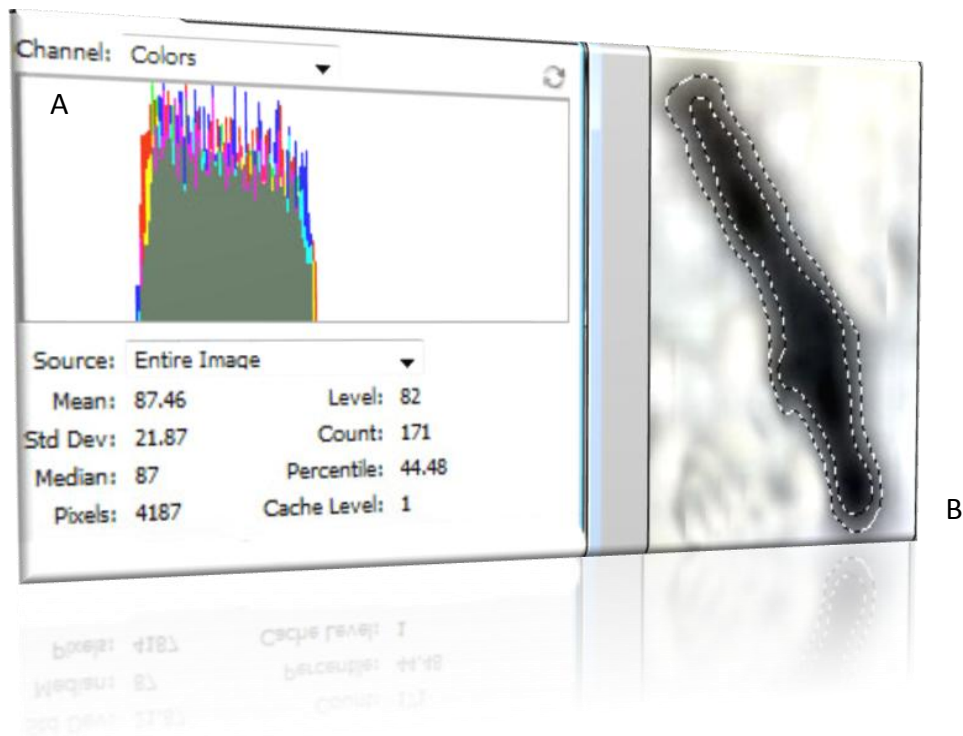 Channel: Colors
A
Source: Entire Image
Mean: 87.46 Level: 82
Std Dev: 21.87 Count: 171
Median: 87 Percentile: 44.48
Pixels: 4187 Cache Level: 1
B